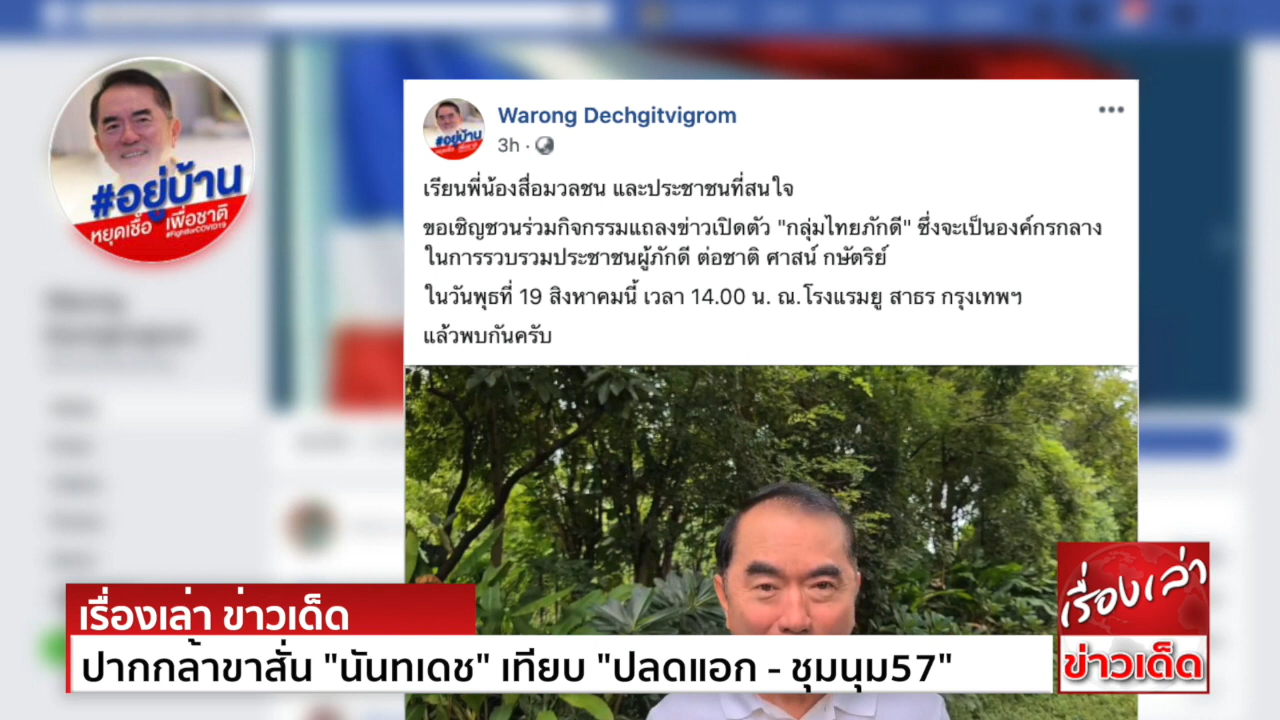 #อยู่บ้าน
หยุดเชื้อ เพื่อชาติ
#FightforCOVID19
Warong Dechgitvigrom
3h
เรียนพี่น้องสื่อมวลชน และประชาชนที่สนใจ
ขอเชิญชวนร่วมกิจกรรมแถลงข่าวเปิดตัว "กลุ่มไทยภักดี" ซึ่งจะเป็นองค์กรกลาง
ในการรวบรวมประชาชนผู้ภักดี ต่อชาติ ศาสน์ กษัตริย์
ในวันพุธที่ 19 สิงหาคมนี้ เวลา 14.00 น. ณ.โรงแรมยู สาธร กรุงเทพฯ
แล้วพบกันครับ
เรื่องเล่า ข่าวเด็ด
ปากกล้าขาสั่น "นันทเดช" เทียบ "ปลดแอก - ชุมนุม57"
เรื่องเล่า
ข่าวเด็ด